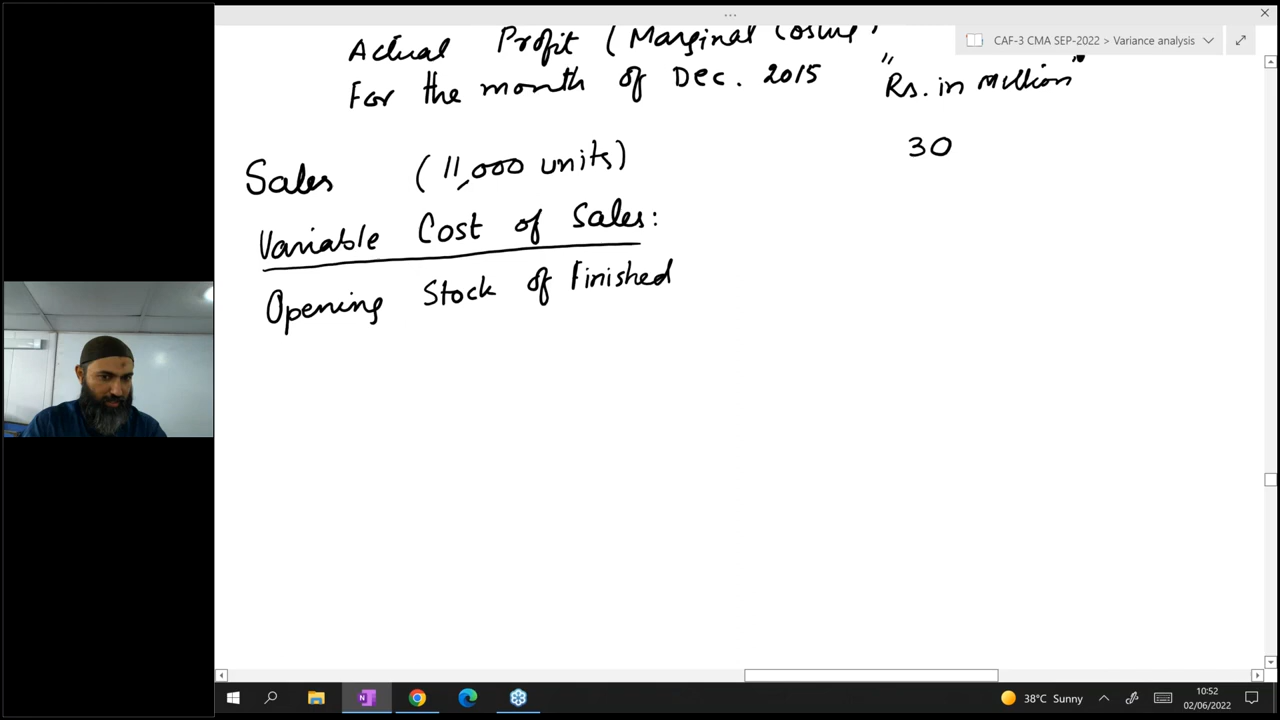 CAF-3 CMA SEP-2022 > Variance analysis
Actual Profit (Marginal Costing)
For the month of Dec. 2015
"Rs. in Million"
Sales (11,000 units)
30
Variable Cost of Sales:
Opening Stock of Finished
38°C Sunny
10:52
02/06/2022